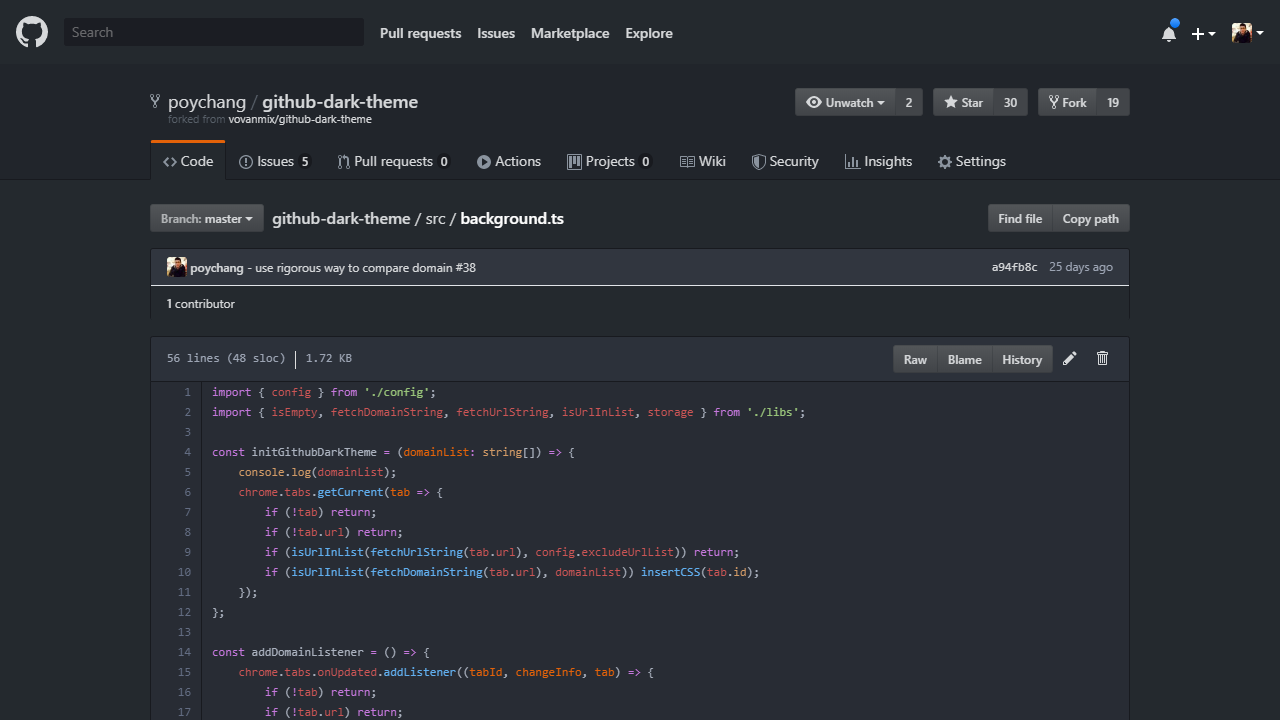 Search Pull requests Issues Marketplace Explore
poychang / github-dark-theme
forked from vovanmix/github-dark-theme
Unwatch 2 Star 30 Fork 19
Code Issues 5 Pull requests 0 Actions Projects 0 Wiki Security Insights Settings
Branch: master github-dark-theme / src / background.ts Find file Copy path
poychang - use rigorous way to compare domain #38 a94fb8c 25 days ago
1 contributor
56 lines (48 sloc) 1.72 KB Raw Blame History
1 import { config } from './config';
2 import { isEmpty, fetchDomainString, fetchUrlString, isUrlInList, storage } from './libs';
3
4 const initGithubDarkTheme = (domainList: string[]) => {
5     console.log(domainList);
6     chrome.tabs.getCurrent(tab => {
7         if (!tab) return;
8         if (!tab.url) return;
9         if (isUrlInList(fetchUrlString(tab.url), config.excludeUrlList)) return;
10         if (isUrlInList(fetchDomainString(tab.url), domainList)) insertCSS(tab.id);
11     });
12 };
13
14 const addDomainListener = () => {
15     chrome.tabs.onUpdated.addListener((tabId, changeInfo, tab) => {
16         if (!tab) return;
17         if (!tab.url) return;